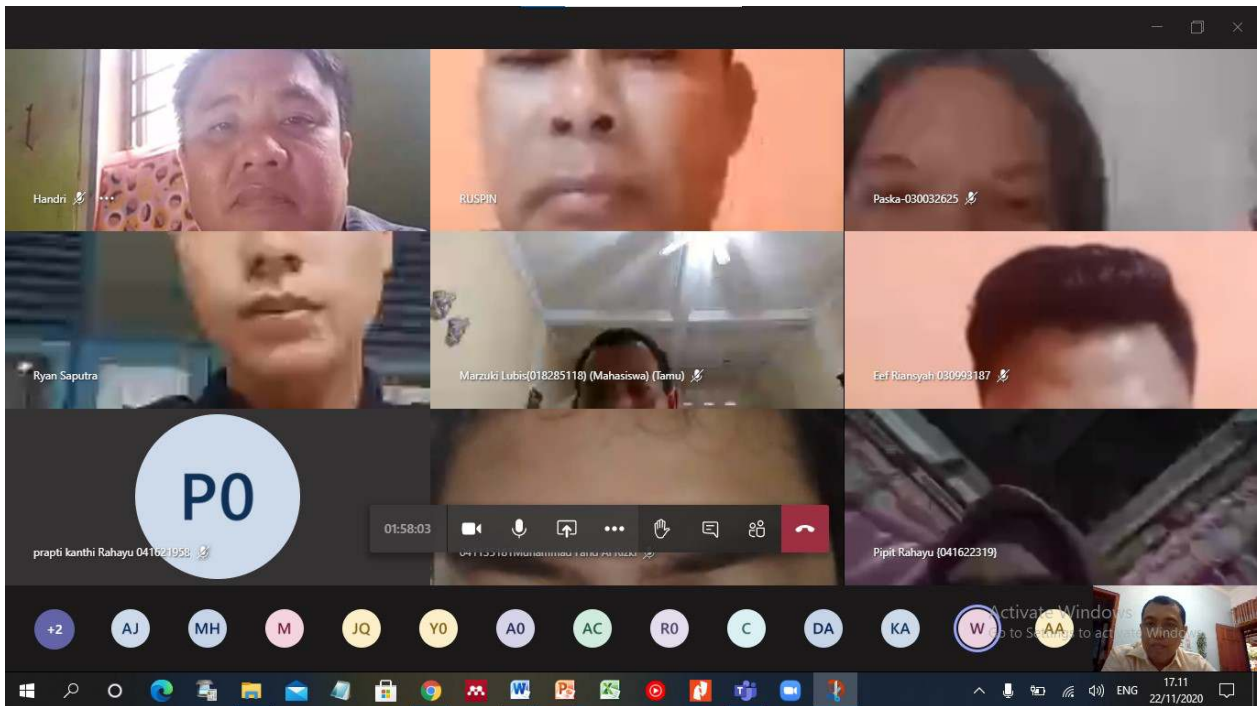 Handri
RUSPIN
Paska-030032625
Ryan Saputra
Marzuki Lubis(018285118) (Mahasiswa) (Tamu)
Eef Riansyah 030993187
P0
prapti kanthi Rahayu 041621958
01:58:03
Pipit Rahayu (041622319)
+2
AJ
MH
M
JQ
Y0
A0
AC
R0
C
DA
KA
W
AA
Activate Windows
Go to Settings to activate Windows.
ENG
17.11
22/11/2020